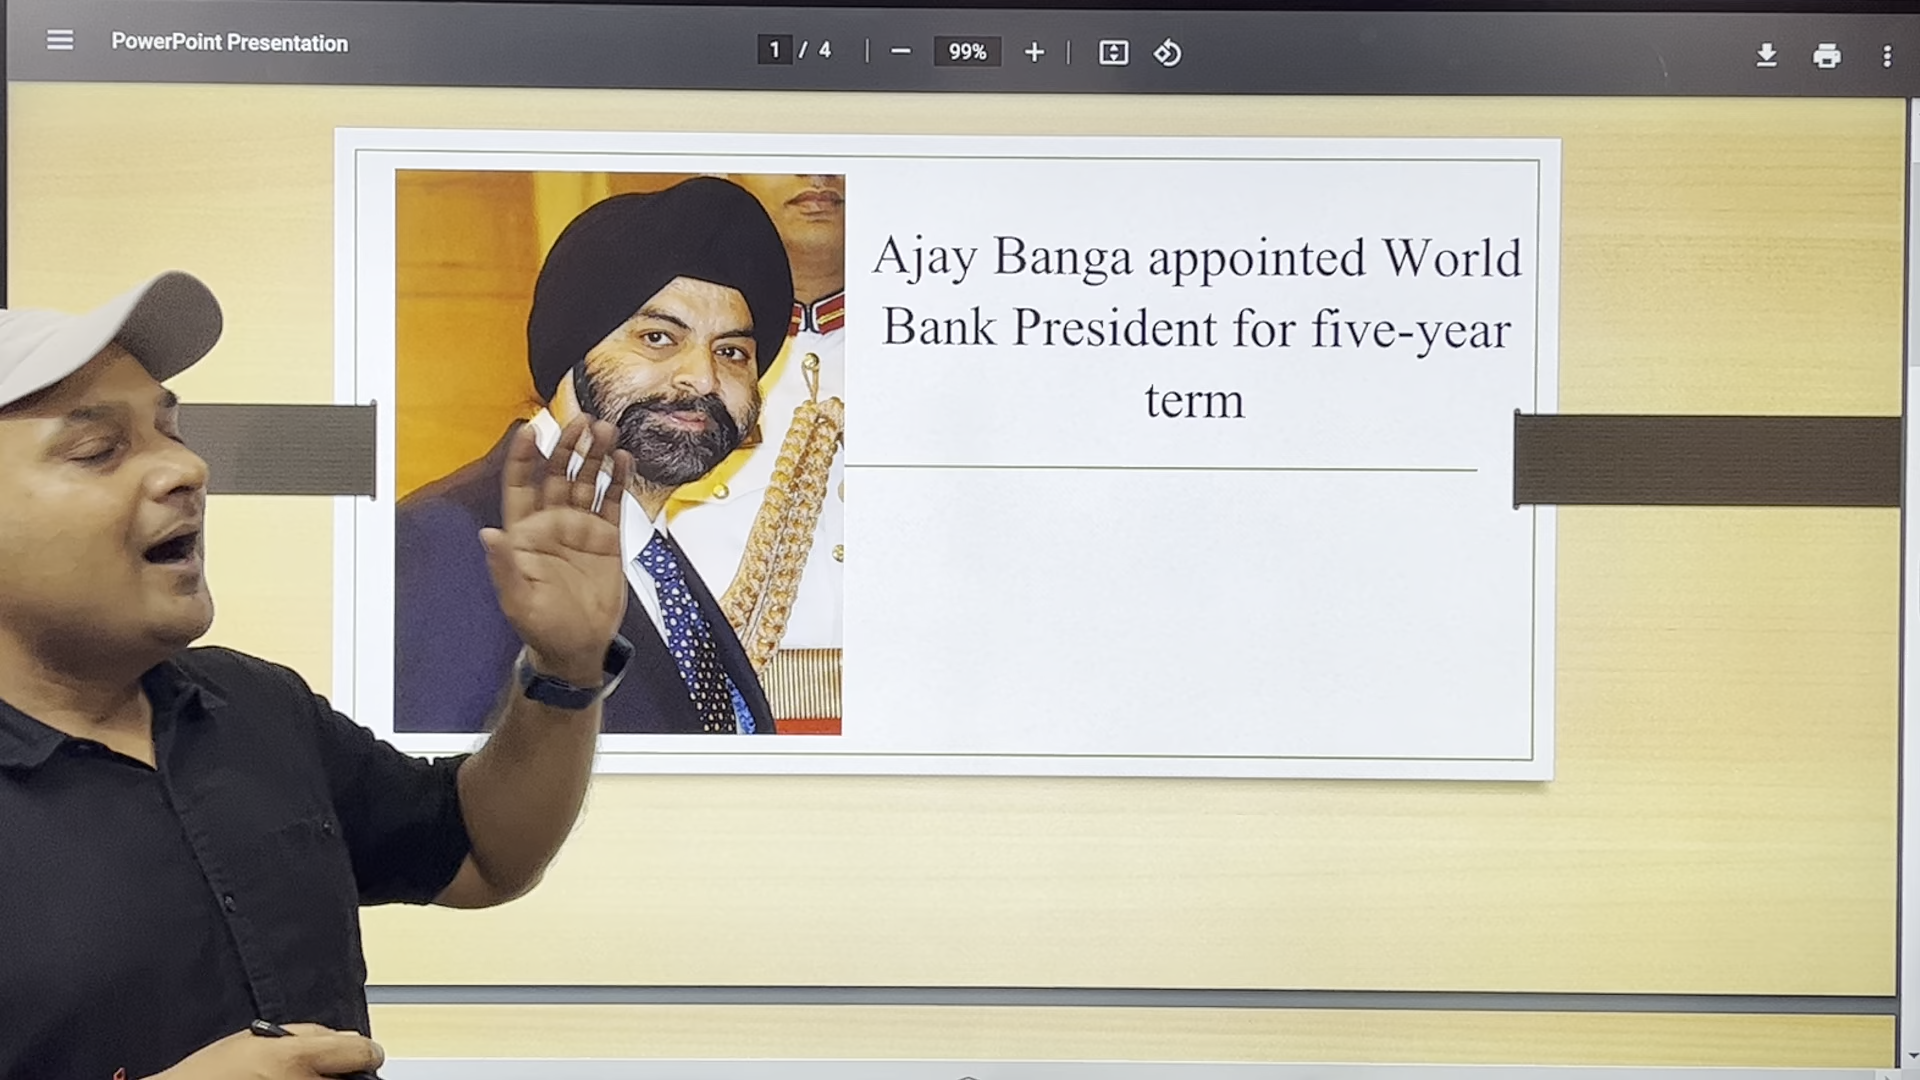 PowerPoint Presentation
1 / 4
99%
Ajay Banga appointed World
Bank President for five-year
term